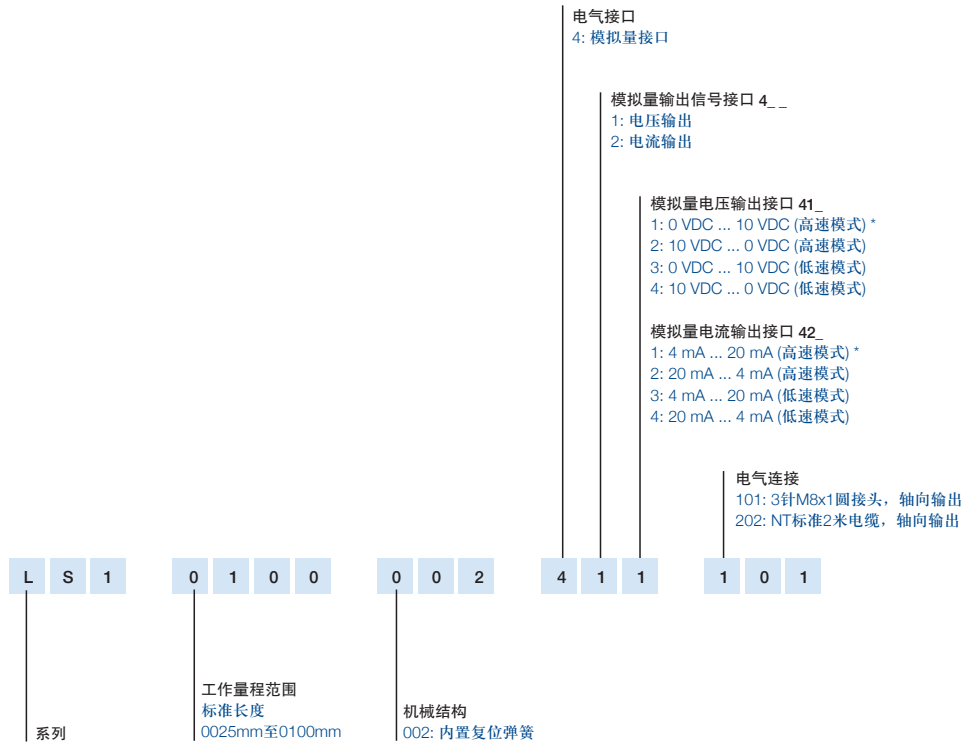 电气接口
4: 模拟量接口
模拟量输出信号接口 4_ _
1: 电压输出
2: 电流输出
模拟量电压输出接口 41_
1: 0 VDC ... 10 VDC (高速模式) *
2: 10 VDC ... 0 VDC (高速模式)
3: 0 VDC ... 10 VDC (低速模式)
4: 10 VDC ... 0 VDC (低速模式)
模拟量电流输出接口 42_
1: 4 mA ... 20 mA (高速模式) *
2: 20 mA ... 4 mA (高速模式)
3: 4 mA ... 20 mA (低速模式)
4: 20 mA ... 4 mA (低速模式)
电气连接
101: 3针M8x1圆接头，轴向输出
202: NT标准2米电缆，轴向输出
L S 1 0 1 0 0 0 0 2 4 1 1 1 0 1
工作量程范围
标准长度
0025mm至0100mm
机械结构
002: 内置复位弹簧
系列